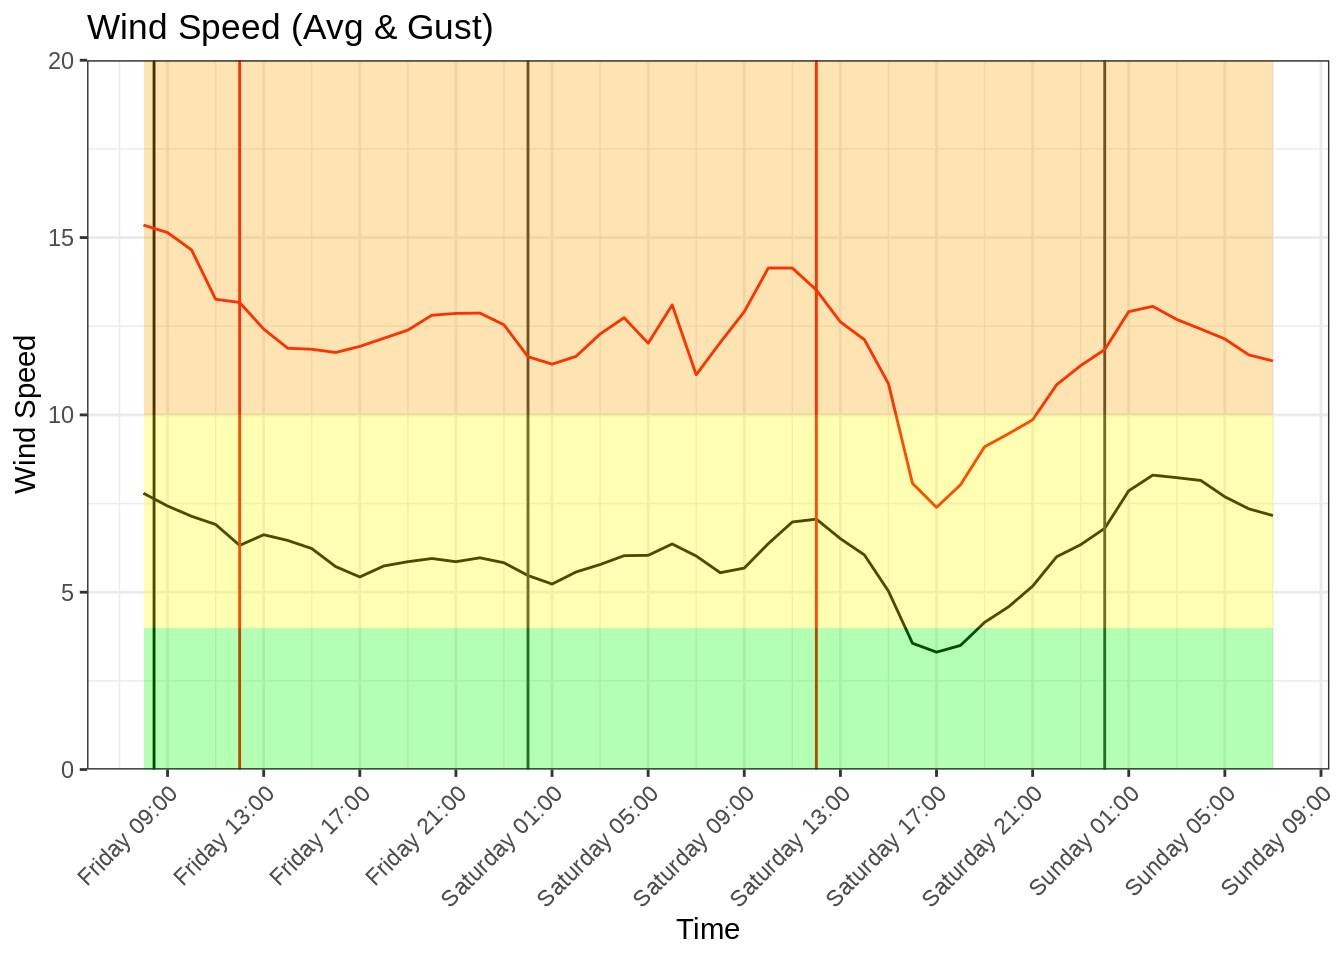 Wind Speed (Avg & Gust)
20
15
10
5
0
Wind Speed
Friday 09:00
Friday 13:00
Friday 17:00
Friday 21:00
Saturday 01:00
Saturday 05:00
Saturday 09:00
Saturday 13:00
Saturday 17:00
Saturday 21:00
Sunday 01:00
Sunday 05:00
Sunday 09:00
Time